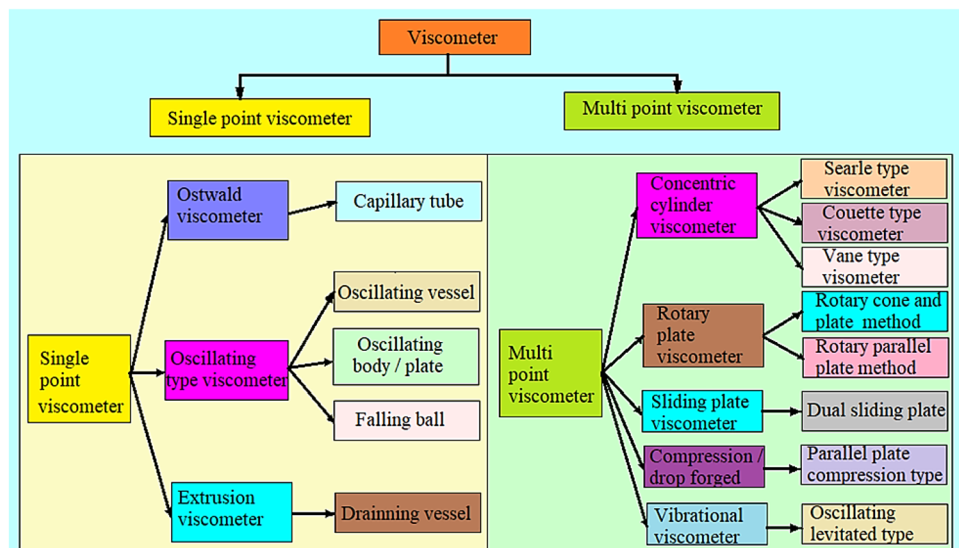 Viscometer
Single point viscometer
Multi point viscometer
Ostwald
viscometer
Capillary tube
Oscillating vessel
Single
point
viscometer
Oscillating
type viscometer
Oscillating
body / plate
Falling ball
Extrusion
viscometer
Drainning vessel
Concentric
cylinder
viscometer
Searle type
viscometer
Couette type
viscometer
Vane type
visometer
Multi
point
viscometer
Rotary
plate
viscometer
Rotary cone and
plate method
Rotary parallel
plate method
Sliding plate
viscometer
Dual sliding plate
Compression /
drop forged
Parallel plate
compression type
Vibrational
viscometer
Oscillating
levitated type